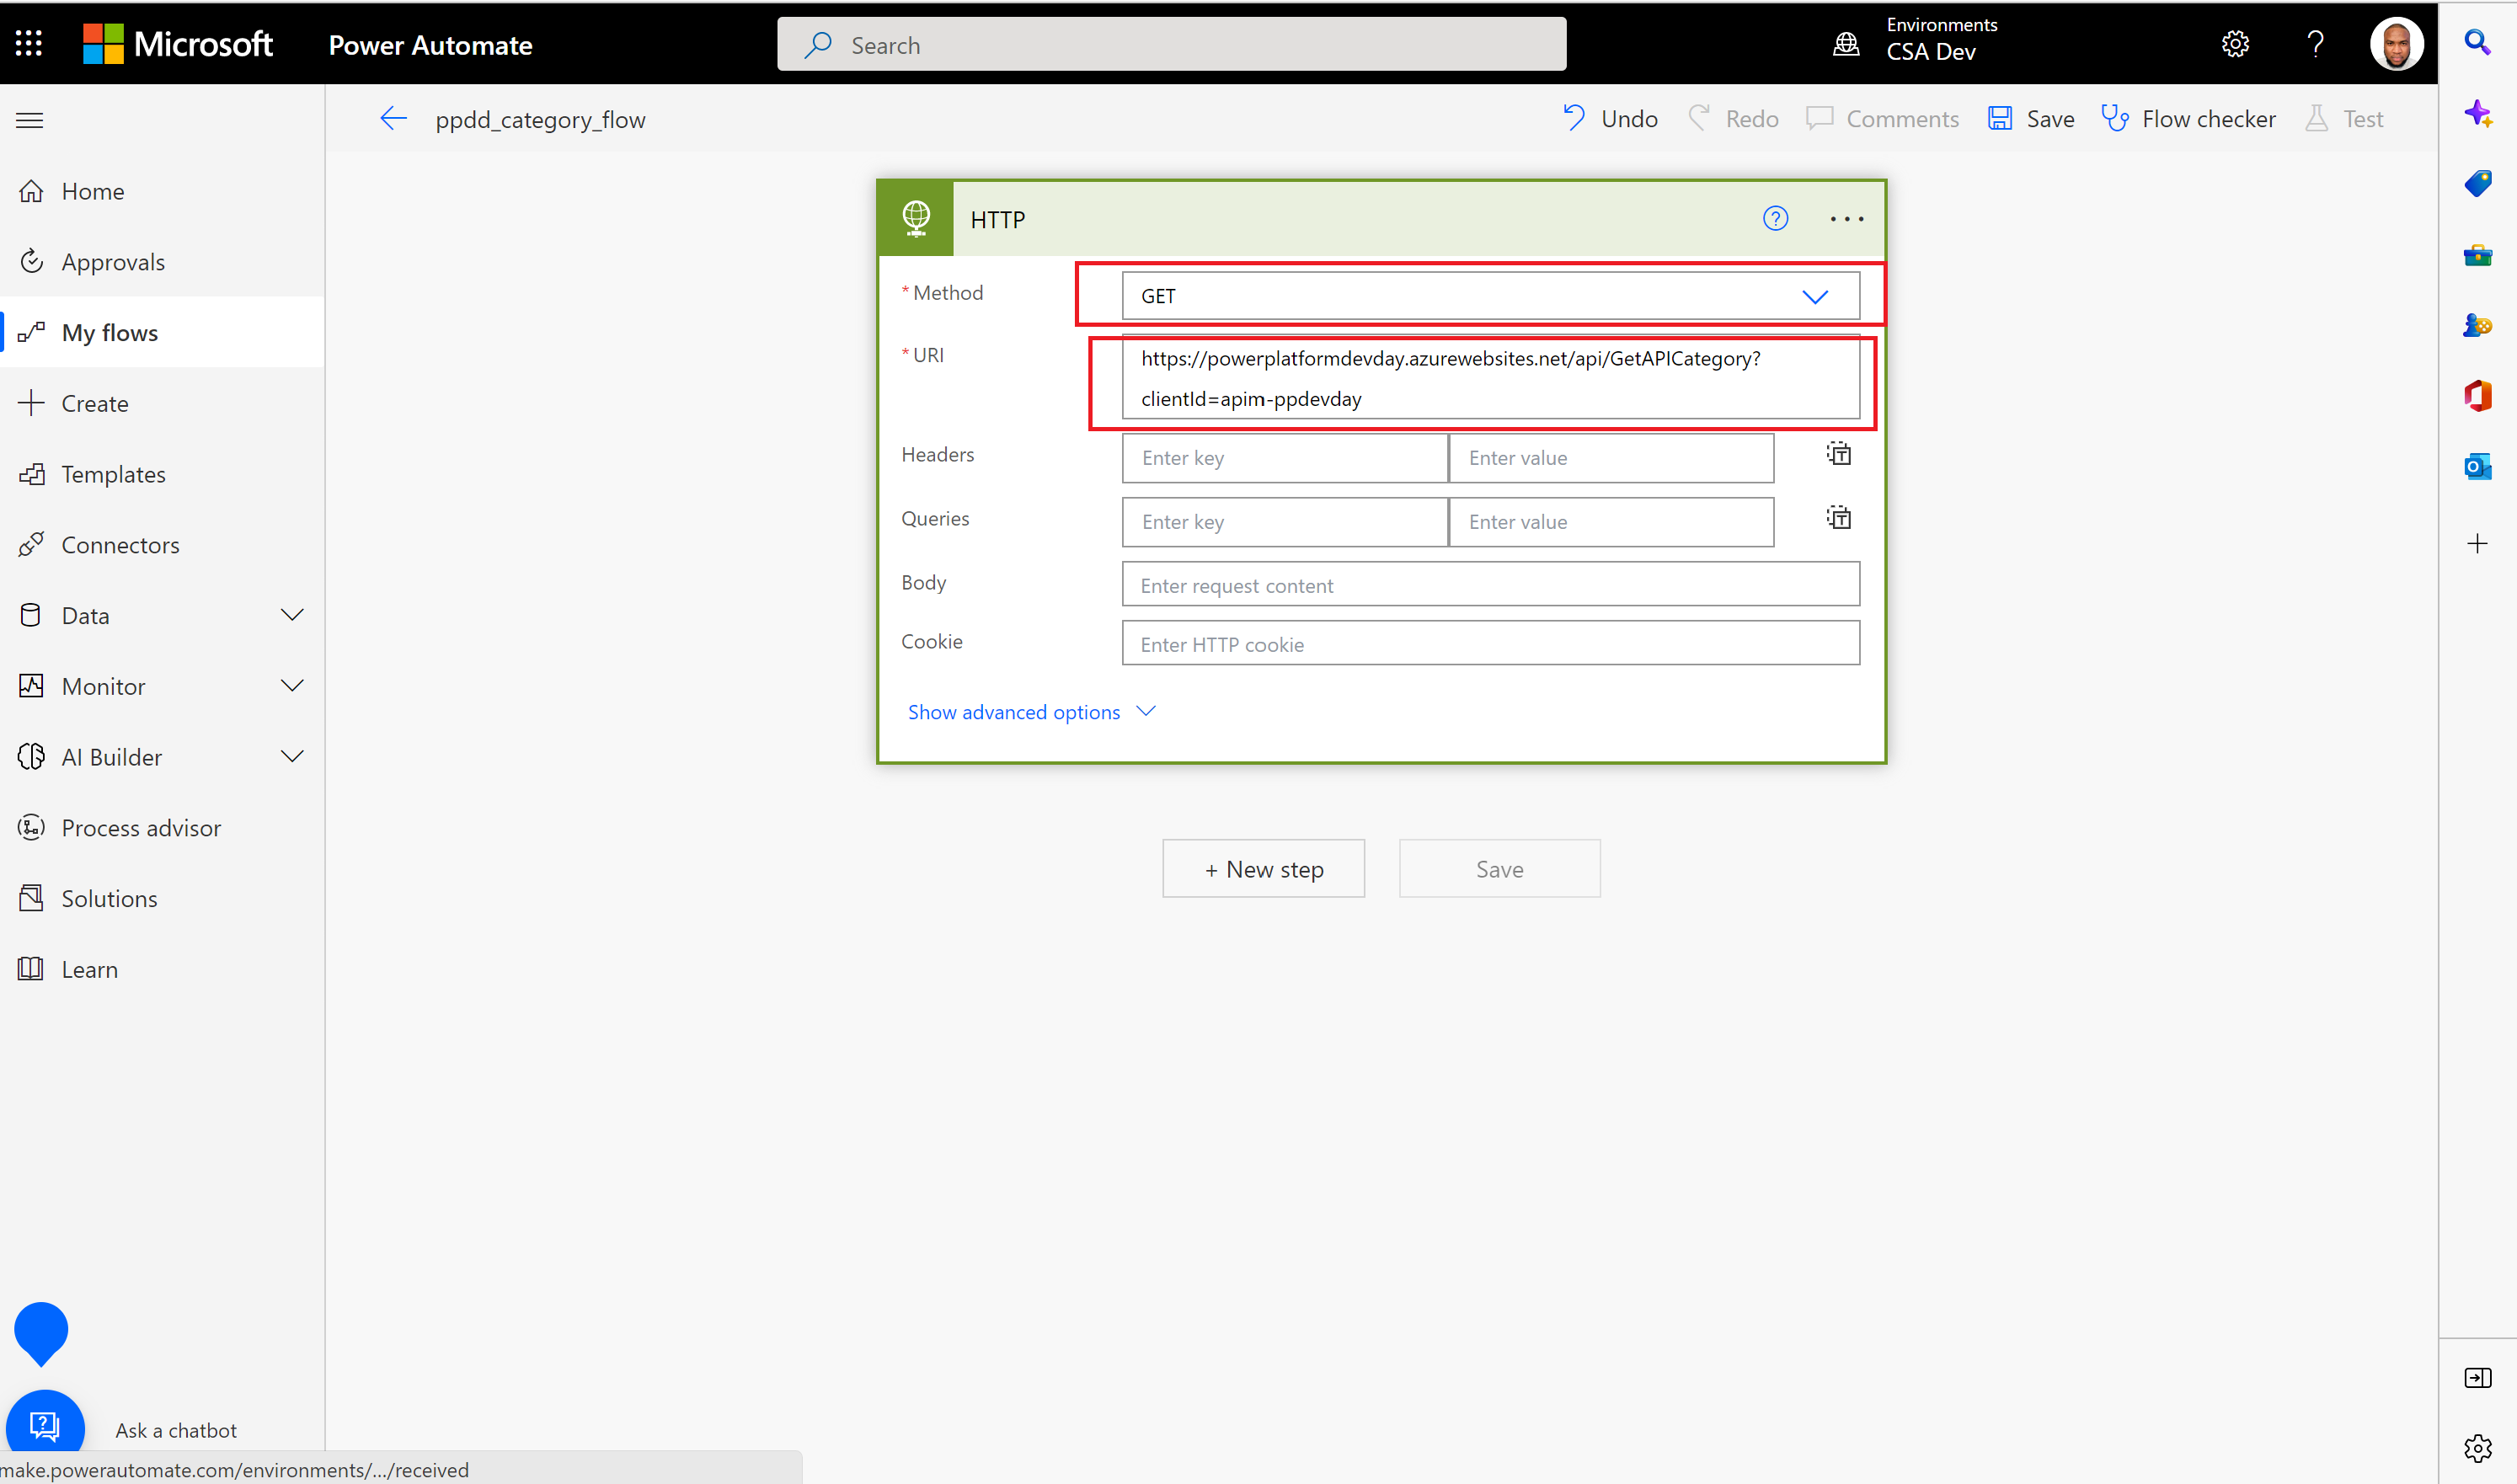 Microsoft
Power Automate
Search
Environments
CSA Dev
ppdd_category_flow
Undo
Redo
Comments
Save
Flow checker
Test
Home
Approvals
My flows
Create
Templates
Connectors
Data
Monitor
AI Builder
Process advisor
Solutions
Learn
HTTP
* Method
GET
* URI
https://powerplatformdevday.azurewebsites.net/api/GetAPICategory?
clientId=apim-ppdevday
Headers
Enter key
Enter value
Queries
Enter key
Enter value
Body
Enter request content
Cookie
Enter HTTP cookie
Show advanced options
+ New step
Save
Ask a chatbot
make.powerautomate.com/environments/.../received